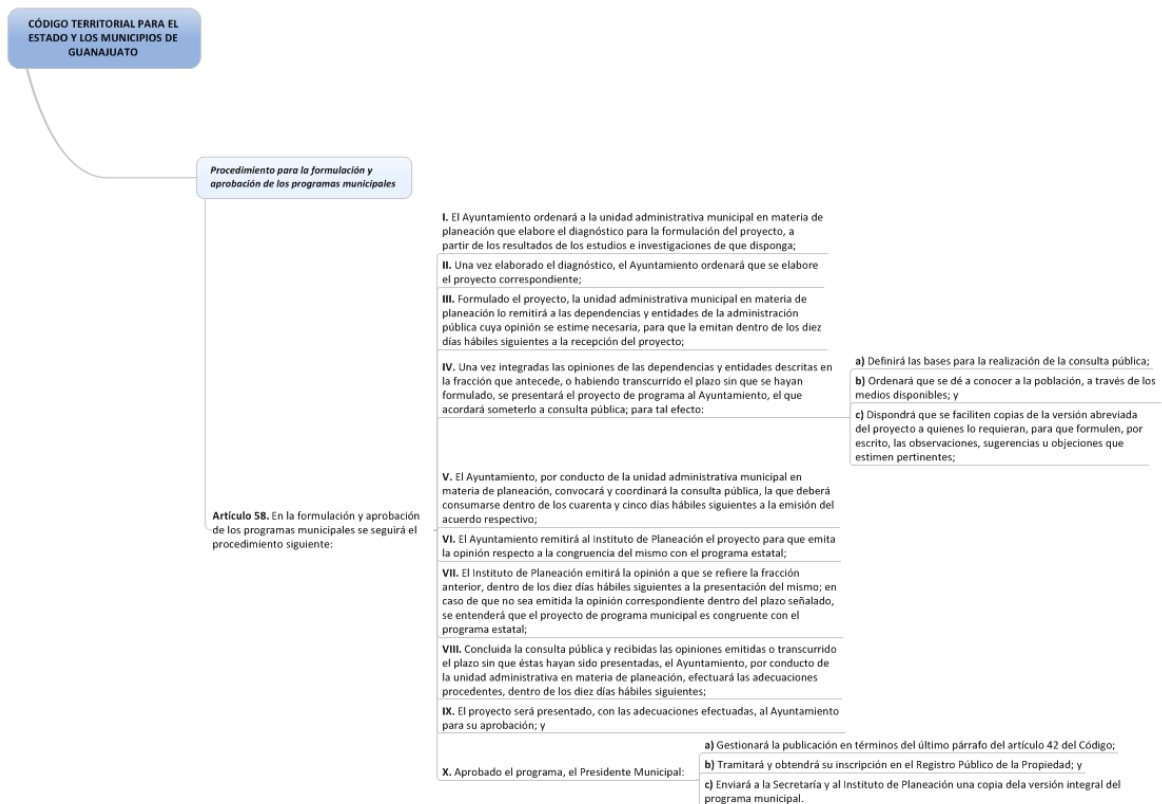 CÓDIGO TERRITORIAL PARA EL
ESTADO Y LOS MUNICIPIOS DE
GUANAJUATO
Procedimiento para la formulación y
aprobación de los programas municipales
Artículo 58. En la formulación y aprobación
de los programas municipales se seguirá el
procedimiento siguiente:
I. El Ayuntamiento ordenará a la unidad administrativa municipal en materia de
planeación que elabore el diagnóstico para la formulación del proyecto, a
partir de los resultados de los estudios e investigaciones de que disponga;
II. Una vez elaborado el diagnóstico, el Ayuntamiento ordenará que se elabore
el proyecto correspondiente;
III. Formulado el proyecto, la unidad administrativa municipal en materia de
planeación lo remitirá a las dependencias y entidades de la administración
pública cuya opinión se estime necesaria, para que la emitan dentro de los diez
días hábiles siguientes a la recepción del proyecto;
IV. Una vez integradas las opiniones de las dependencias y entidades descritas en
la fracción que antecede, o habiendo transcurrido el plazo sin que se hayan
formulado, se presentará el proyecto de programa al Ayuntamiento, el que
acordará someterlo a consulta pública; para tal efecto:
a) Definirá las bases para la realización de la consulta pública;
b) Ordenará que se dé a conocer a la población, a través de los
medios disponibles; y
c) Dispondrá que se faciliten copias de la versión abreviada
del proyecto a quienes lo requieran, para que formulen, por
escrito, las observaciones, sugerencias u objeciones que
estimen pertinentes;
V. El Ayuntamiento, por conducto de la unidad administrativa municipal en
materia de planeación, convocará y coordinará la consulta pública, la que deberá
consumarse dentro de los cuarenta y cinco días hábiles siguientes a la emisión del
acuerdo respectivo;
VI. El Ayuntamiento remitirá al Instituto de Planeación el proyecto para que emita
la opinión respecto a la congruencia del mismo con el programa estatal;
VII. El Instituto de Planeación emitirá la opinión a que se refiere la fracción
anterior, dentro de los diez días hábiles siguientes a la presentación del mismo; en
caso de que no sea emitida la opinión correspondiente dentro del plazo señalado,
se entenderá que el proyecto de programa municipal es congruente con el
programa estatal;
VIII. Concluida la consulta pública y recibidas las opiniones emitidas o transcurrido
el plazo sin que éstas hayan sido presentadas, el Ayuntamiento, por conducto de
la unidad administrativa en materia de planeación, efectuará las adecuaciones
procedentes, dentro de los diez días hábiles siguientes;
IX. El proyecto será presentado, con las adecuaciones efectuadas, al Ayuntamiento
para su aprobación; y
X. Aprobado el programa, el Presidente Municipal:
a) Gestionará la publicación en términos del último párrafo del artículo 42 del Código;
b) Tramitará y obtendrá su inscripción en el Registro Público de la Propiedad; y
c) Enviará a la Secretaría y al Instituto de Planeación una copia dela versión integral del
programa municipal.